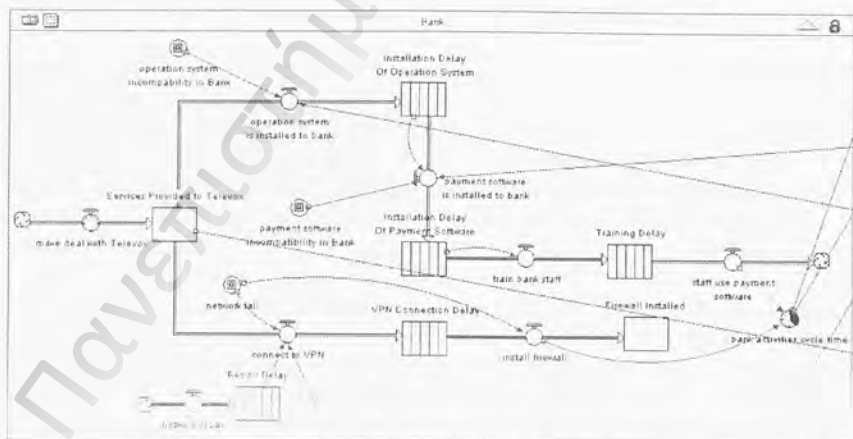 Bank
operation system
incompability in Bank
Installation Delay
Of Operation System
operation system
is installed to bank
Services Provided to Televox
payment software
is installed to bank
make deal with Televox
payment software
incompatibility in Bank
Installation Delay
Of Payment Software
Training Delay
train bank staff
staff use payment
software
network fail
VPN Connection Delay
Firewall Installed
connect to VPN
install firewall
bank activities cycle time
Repair Delay
Πανεπιστήμ